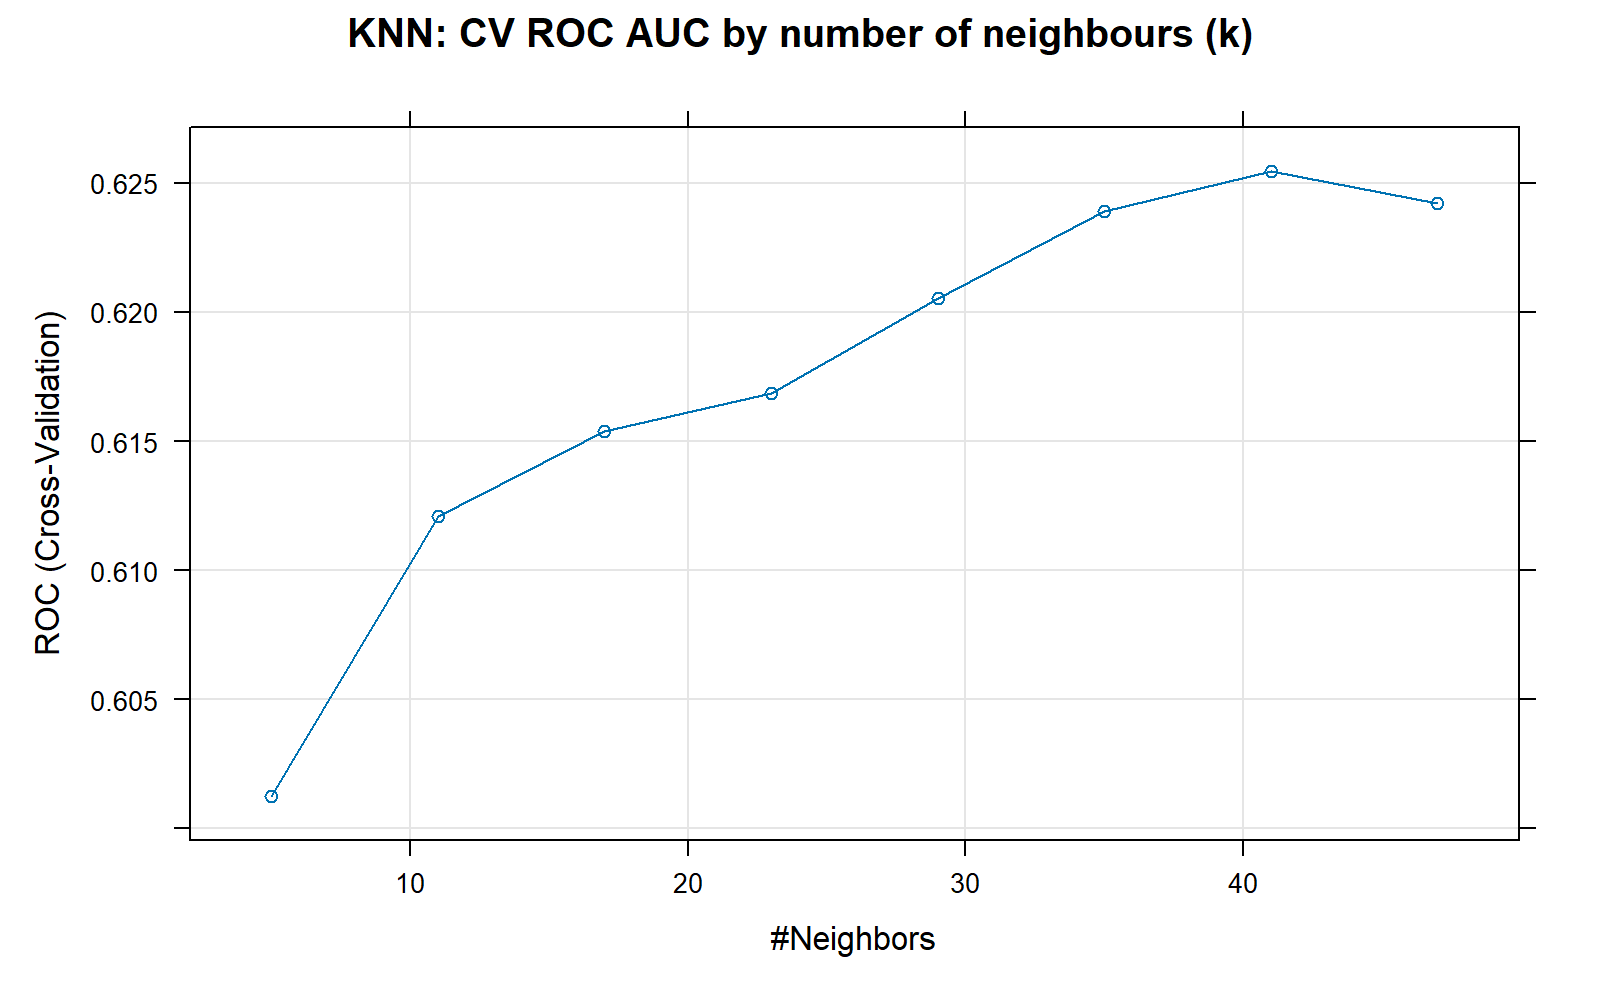 KNN: CV ROC AUC by number of neighbours (k)
0.625
0.620
0.615
0.610
0.605
ROC (Cross-Validation)
10 20 30 40
#Neighbors